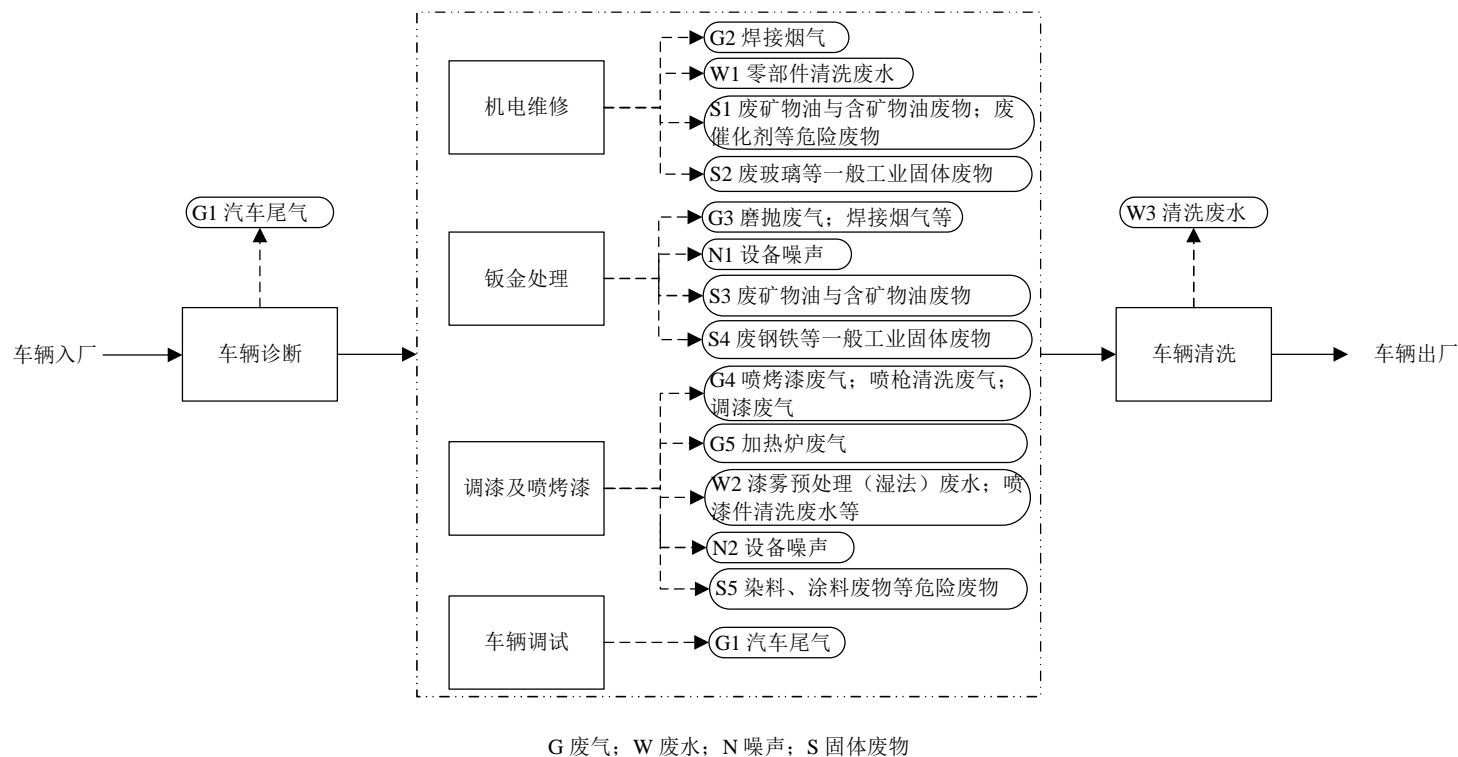 车辆入厂
G1 汽车尾气
车辆诊断
机电维修
G2 焊接烟气
W1 零部件清洗废水
S1 废矿物油与含矿物油废物；废
催化剂等危险废物
S2 废玻璃等一般工业固体废物
钣金处理
G3 磨抛废气；焊接烟气等
N1 设备噪声
S3 废矿物油与含矿物油废物
S4 废钢铁等一般工业固体废物
调漆及喷烤漆
G4 喷烤漆废气；喷枪清洗废气；
调漆废气
G5 加热炉废气
W2 漆雾预处理（湿法）废水；喷
漆件清洗废水等
N2 设备噪声
S5 染料、涂料废物等危险废物
车辆调试
G1 汽车尾气
W3 清洗废水
车辆清洗
车辆出厂
G 废气；W 废水；N 噪声；S 固体废物